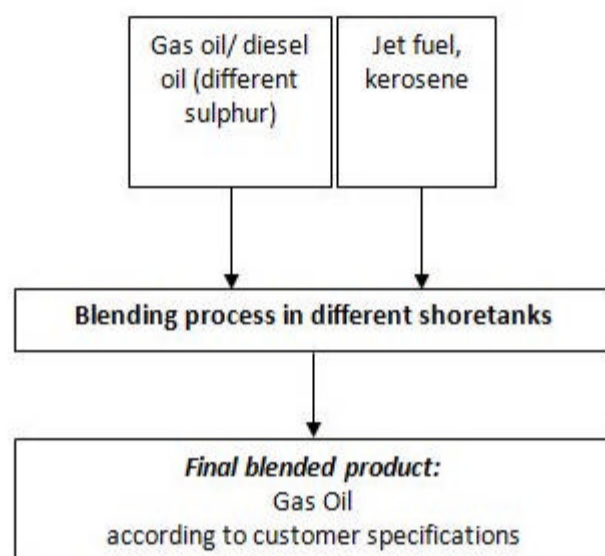 Gas oil/ diesel
oil (different
sulphur)
Jet fuel,
kerosene
Blending process in different shoretanks
Final blended product:
Gas Oil
according to customer specifications